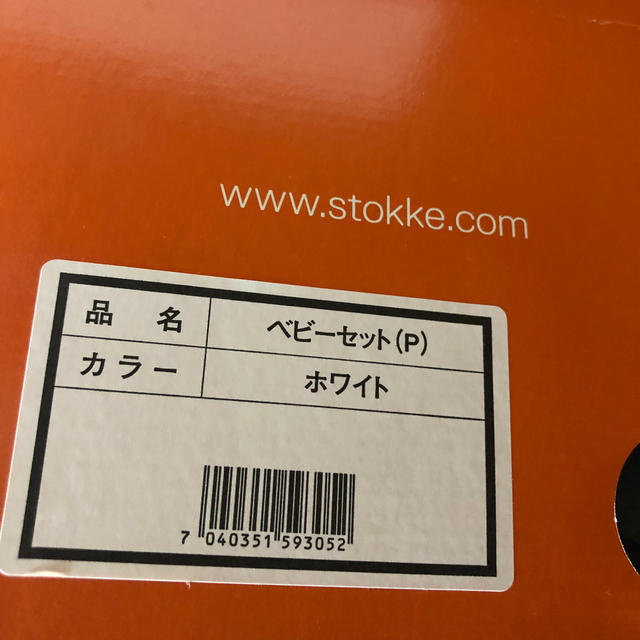 www.stokke.com
品 名 ベビーセット(P)
カラー ホワイト
7 040351 593052